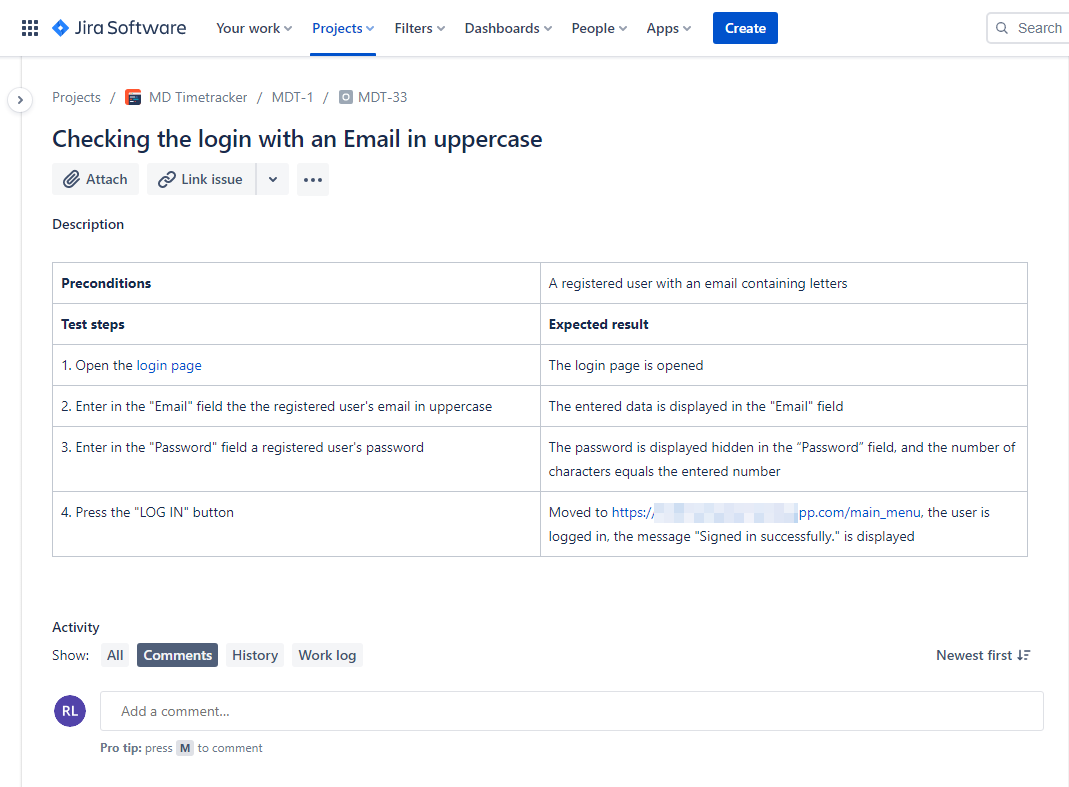 Jira Software Your work Projects Filters Dashboards People Apps Create Search
Projects / MD Timetracker / MDT-1 / MDT-33
Checking the login with an Email in uppercase
Attach Link issue
Description
Preconditions A registered user with an email containing letters
Test steps Expected result
1. Open the login page The login page is opened
2. Enter in the "Email" field the the registered user's email in uppercase The entered data is displayed in the "Email" field
3. Enter in the "Password" field a registered user's password The password is displayed hidden in the “Password” field, and the number of
characters equals the entered number
4. Press the "LOG IN" button Moved to https:// pp.com/main_menu, the user is
logged in, the message "Signed in successfully." is displayed
Activity
Show: All Comments History Work log Newest first
RL Add a comment...
Pro tip: press M to comment